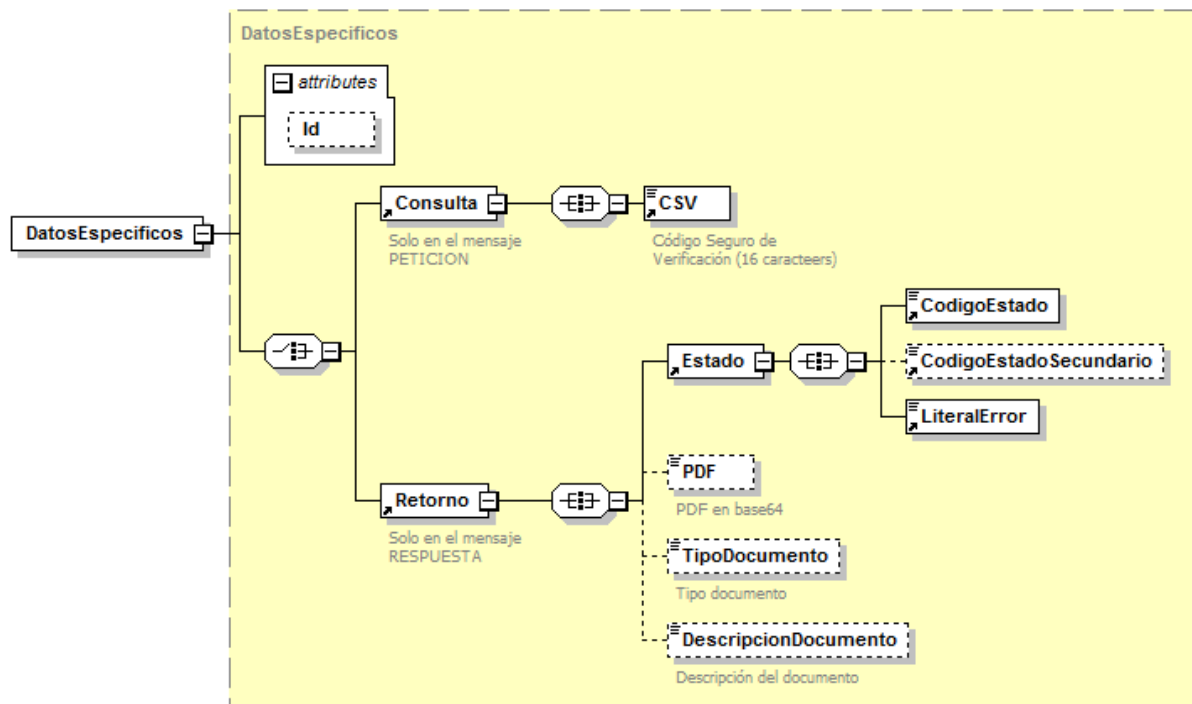 DatosEspecificos
attributes
Id
DatosEspecificos
Consulta
Solo en el mensaje
PETICION
CSV
Código Seguro de
Verificación (16 caracteers)
CodigoEstado
Estado
CodigoEstadoSecundario
LiteralError
Retorno
Solo en el mensaje
RESPUESTA
PDF
PDF en base64
TipoDocumento
Tipo documento
DescripcionDocumento
Descripción del documento